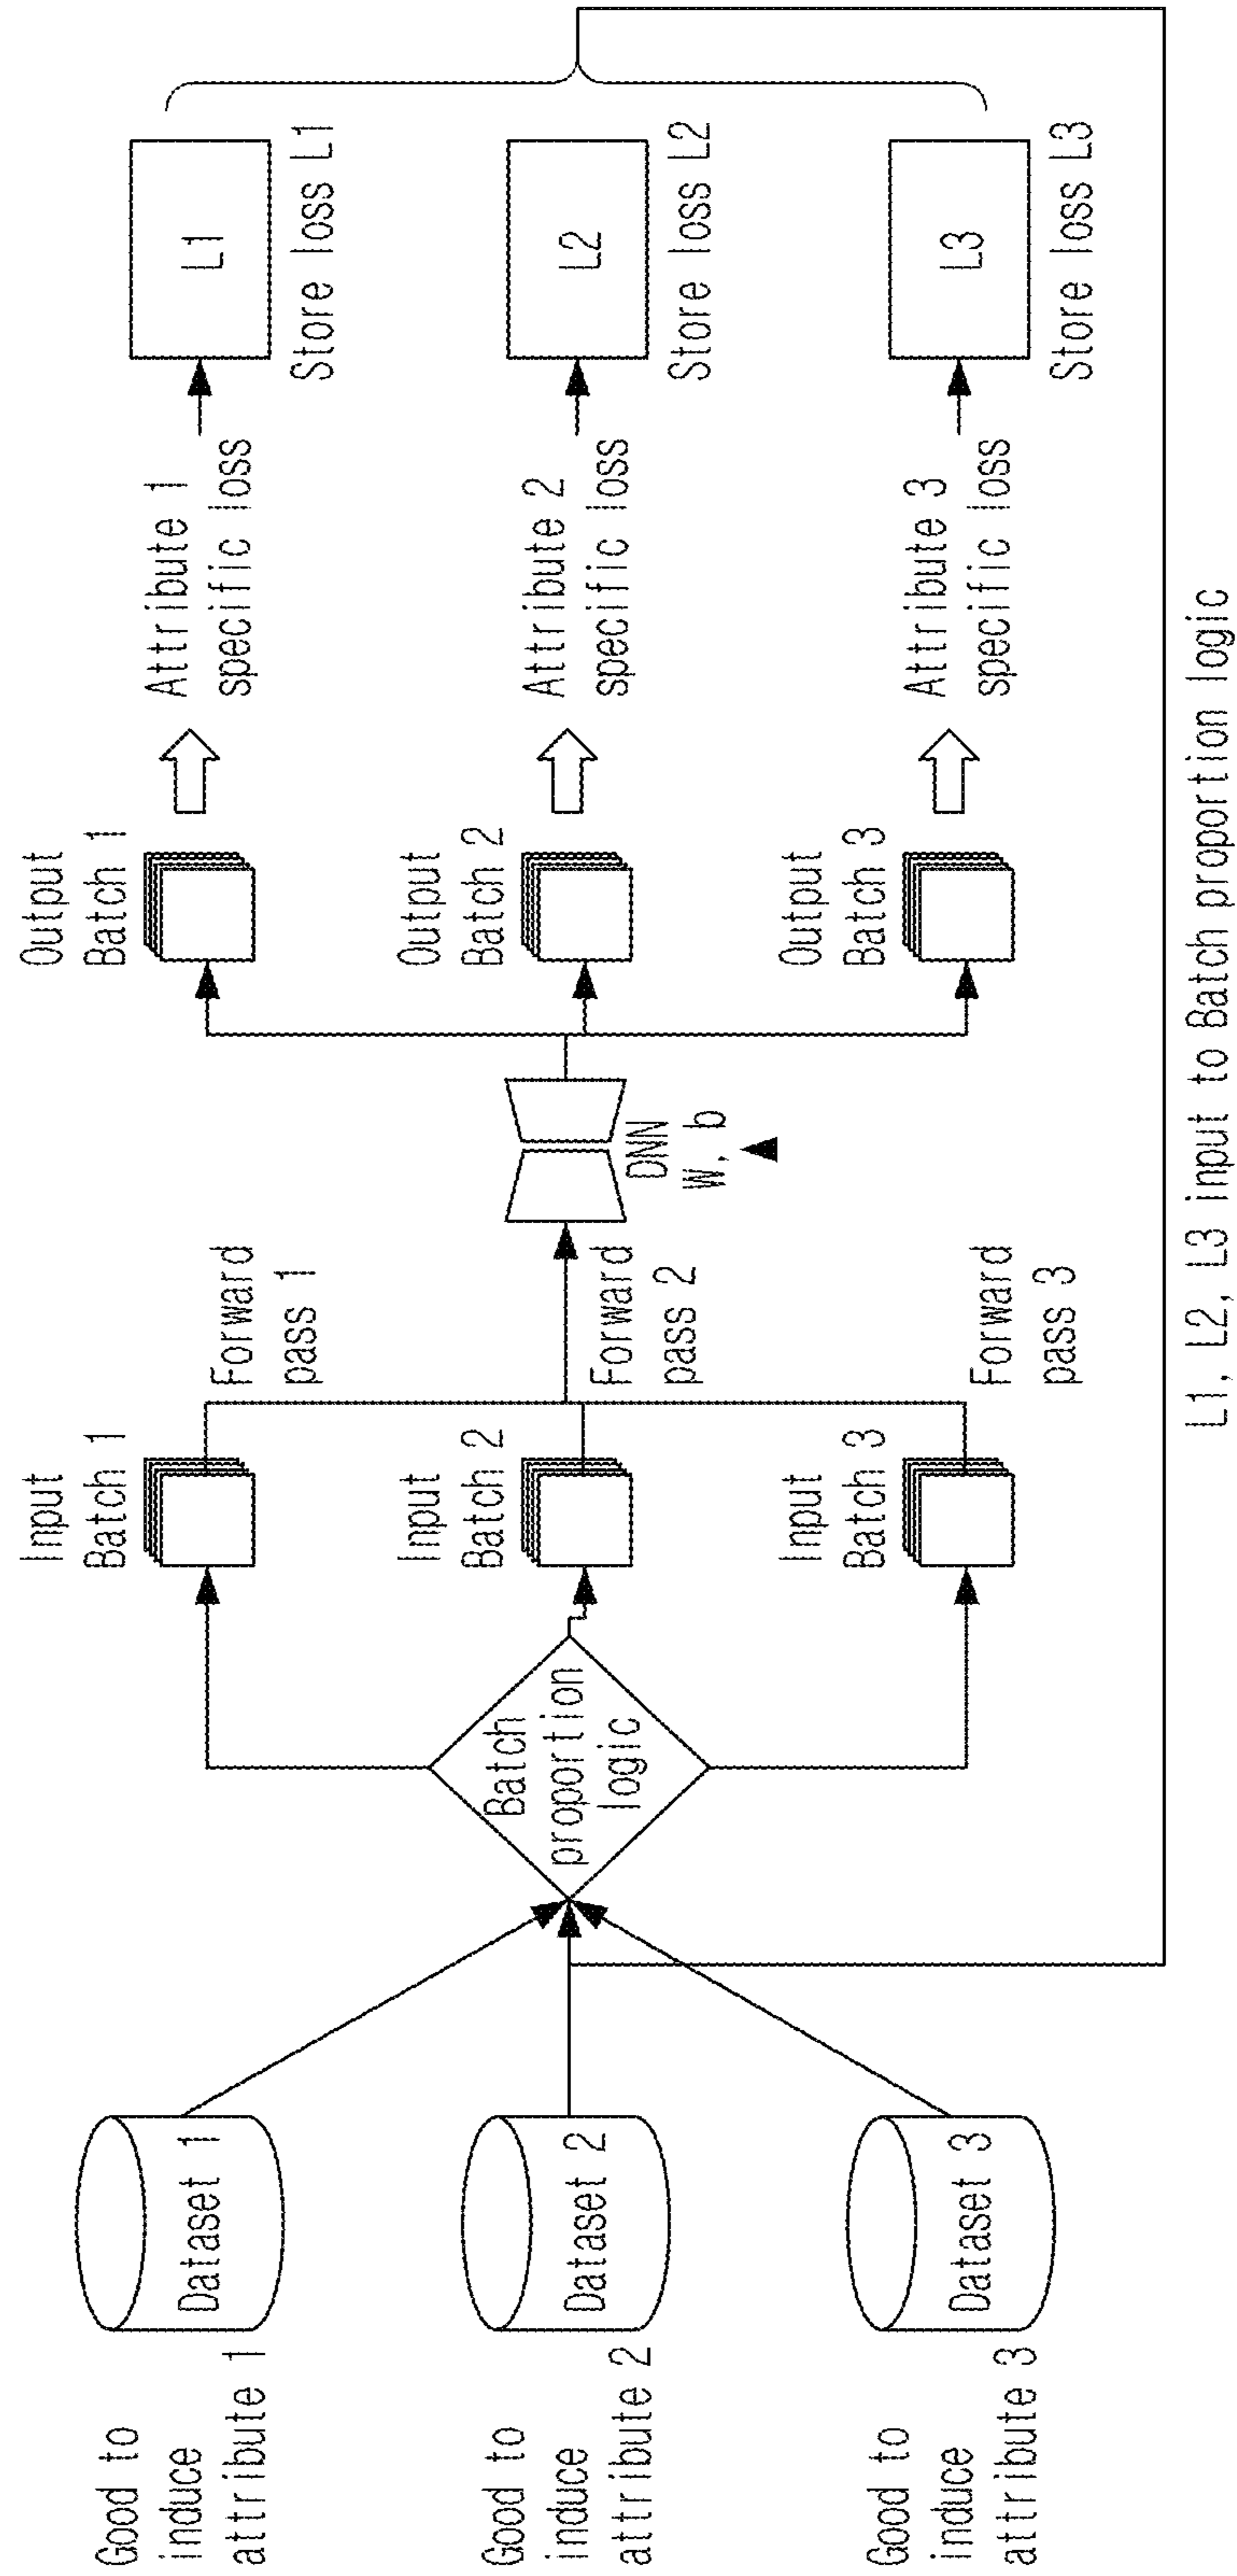 Good to
induce
attribute 1
Dataset 1
Good to
induce
attribute 2
Dataset 2
Good to
induce
attribute 3
Dataset 3
Batch
proportion
logic
Input
Batch 1
Input
Batch 2
Input
Batch 3
Forward
pass 1
Forward
pass 2
Forward
pass 3
DNN
W, b
Output
Batch 1
Output
Batch 2
Output
Batch 3
Attribute 1
specific loss
Attribute 2
specific loss
Attribute 3
specific loss
L1
Store loss L1
L2
Store loss L2
L3
Store loss L3
L1, L2, L3 input to Batch proportion logic